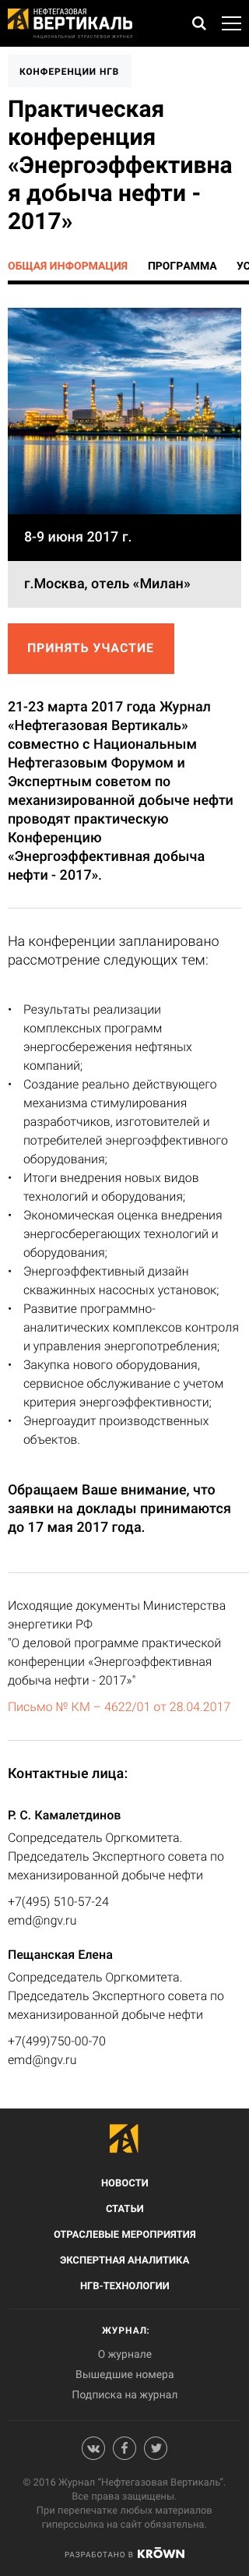 НЕФТЕГАЗОВАЯ
ВЕРТИКАЛЬ
НАЦИОНАЛЬНЫЙ ОТРАСЛЕВОЙ ЖУРНАЛ
КОНФЕРЕНЦИИ НГВ
Практическая
конференция
«Энергоэффективна
я добыча нефти -
2017»
ОБЩАЯ ИНФОРМАЦИЯ ПРОГРАММА УС
8-9 июня 2017 г.
г.Москва, отель «Милан»
ПРИНЯТЬ УЧАСТИЕ
21-23 марта 2017 года Журнал
«Нефтегазовая Вертикаль»
совместно с Национальным
Нефтегазовым Форумом и
Экспертным советом по
механизированной добыче нефти
проводят практическую
Конференцию
«Энергоэффективная добыча
нефти - 2017».
На конференции запланировано
рассмотрение следующих тем:
• Результаты реализации
комплексных программ
энергосбережения нефтяных
компаний;
• Создание реально действующего
механизма стимулирования
разработчиков, изготовителей и
потребителей энергоэффективного
оборудования;
• Итоги внедрения новых видов
технологий и оборудования;
• Экономическая оценка внедрения
энергосберегающих технологий и
оборудования;
• Энергоэффективный дизайн
скважинных насосных установок;
• Развитие программно-
аналитических комплексов контроля
и управления энергопотребления;
• Закупка нового оборудования,
сервисное обслуживание с учетом
критерия энергоэффективности;
• Энергоаудит производственных
объектов.
Обращаем Ваше внимание, что
заявки на доклады принимаются
до 17 мая 2017 года.
Исходящие документы Министерства
энергетики РФ
"О деловой программе практической
конференции «Энергоэффективная
добыча нефти - 2017»"
Письмо № КМ – 4622/01 от 28.04.2017
Контактные лица:
Р. С. Камалетдинов
Сопредседатель Оргкомитета.
Председатель Экспертного совета по
механизированной добыче нефти
+7(495) 510-57-24
emd@ngv.ru
Пещанская Елена
Сопредседатель Оргкомитета.
Председатель Экспертного совета по
механизированной добыче нефти
+7(499)750-00-70
emd@ngv.ru
НОВОСТИ
СТАТЬИ
ОТРАСЛЕВЫЕ МЕРОПРИЯТИЯ
ЭКСПЕРТНАЯ АНАЛИТИКА
НГВ-ТЕХНОЛОГИИ
ЖУРНАЛ:
О журнале
Вышедшие номера
Подписка на журнал
© 2016 Журнал “Нефтегазовая Вертикаль”.
Все права защищены.
При перепечатке любых материалов
гиперссылка на сайт обязательна.
РАЗРАБОТАНО В KRŌWN